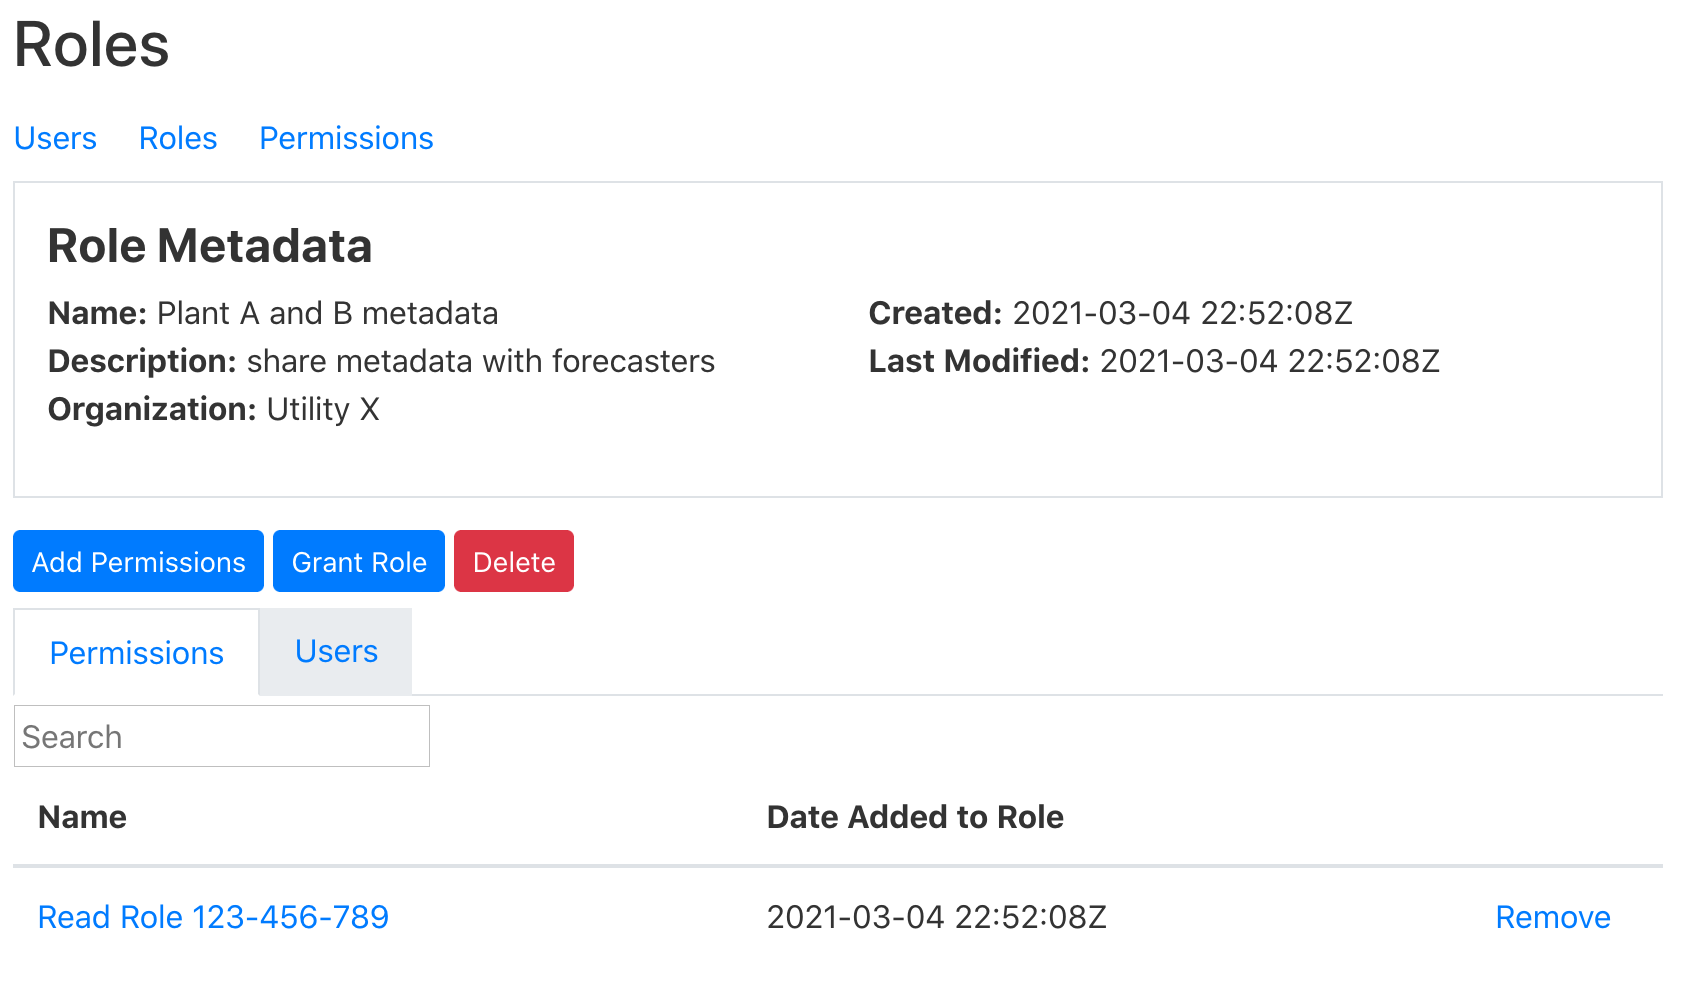 Roles
Users Roles Permissions
Role Metadata
Name: Plant A and B metadata
Created: 2021-03-04 22:52:08Z
Description: share metadata with forecasters
Last Modified: 2021-03-04 22:52:08Z
Organization: Utility X
Add Permissions Grant Role Delete
Permissions Users
Search
Name Date Added to Role
Read Role 123-456-789 2021-03-04 22:52:08Z Remove